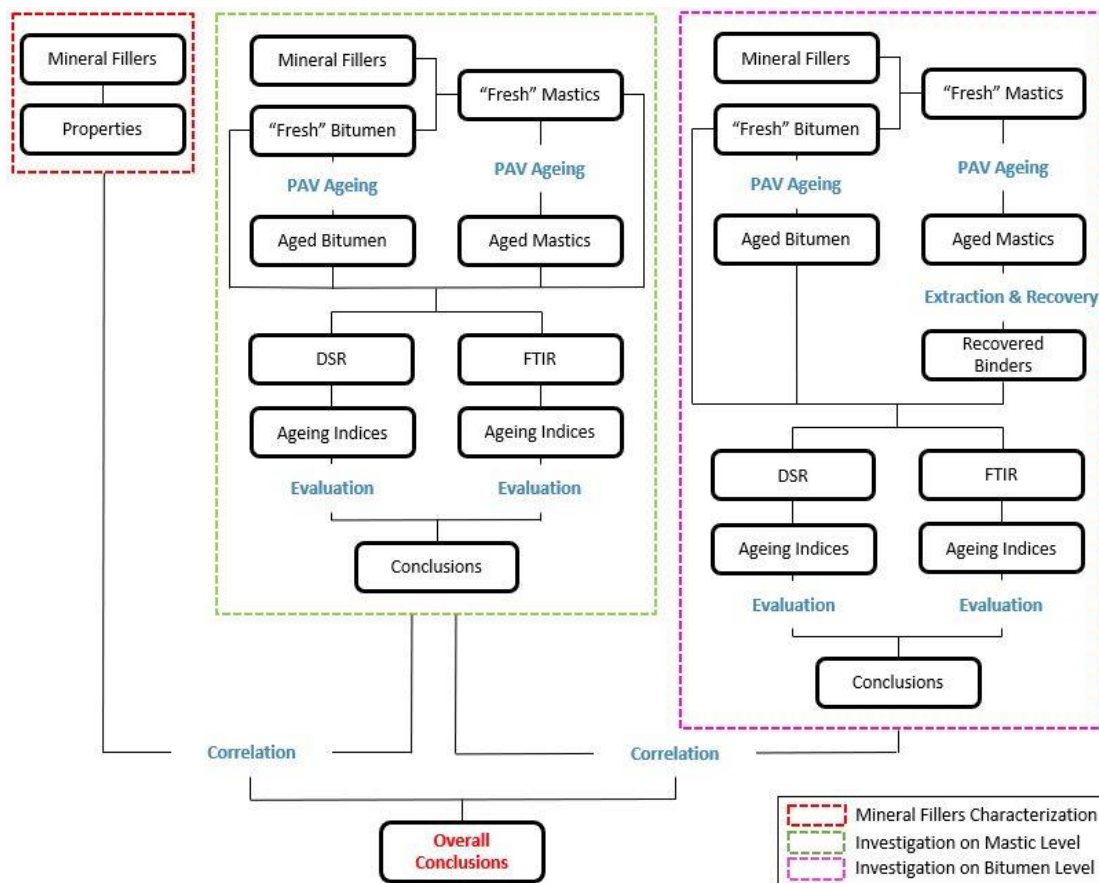 Mineral Fillers
Properties
Mineral Fillers
"Fresh" Mastics
"Fresh" Bitumen
PAV Ageing
PAV Ageing
Aged Bitumen
Aged Mastics
DSR
FTIR
Ageing Indices
Ageing Indices
Evaluation
Evaluation
Conclusions
Mineral Fillers
"Fresh" Mastics
"Fresh" Bitumen
PAV Ageing
PAV Ageing
Aged Bitumen
Aged Mastics
Extraction & Recovery
Recovered
Binders
DSR
FTIR
Ageing Indices
Ageing Indices
Evaluation
Evaluation
Conclusions
Correlation
Correlation
Overall
Conclusions
Mineral Fillers Characterization
Investigation on Mastic Level
Investigation on Bitumen Level